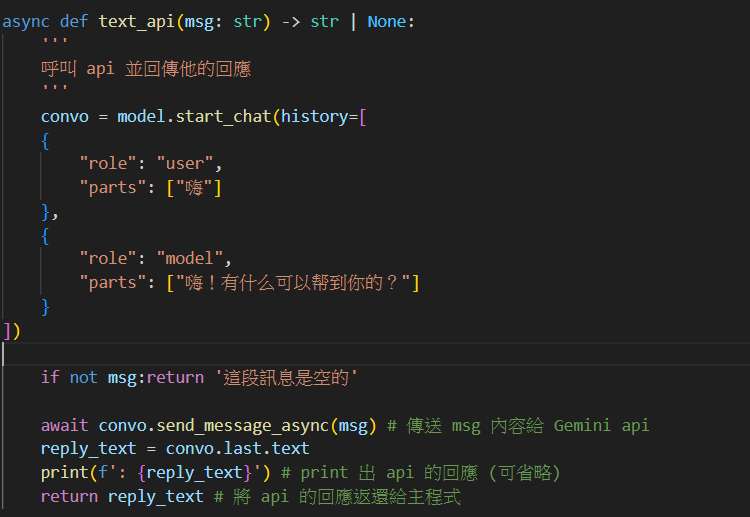 async def text_api(msg: str) -> str | None:
    '''
    呼叫 api 並回傳他的回應
    '''
    convo = model.start_chat(history=[
    {
        "role": "user",
        "parts": ["嗨"]
    },
    {
        "role": "model",
        "parts": ["嗨！有什么可以帮到你的？"]
    }
])
    if not msg:return '這段訊息是空的'
    await convo.send_message_async(msg) # 傳送 msg 內容給 Gemini api
    reply_text = convo.last.text
    print(f': {reply_text}') # print 出 api 的回應 (可省略)
    return reply_text # 將 api 的回應返還給主程式